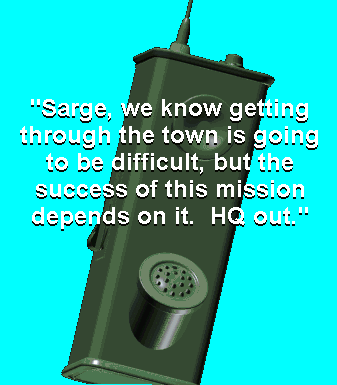 "Sarge, we know getting
through the town is going
to be difficult, but the
success of this mission
depends on it.  HQ out."